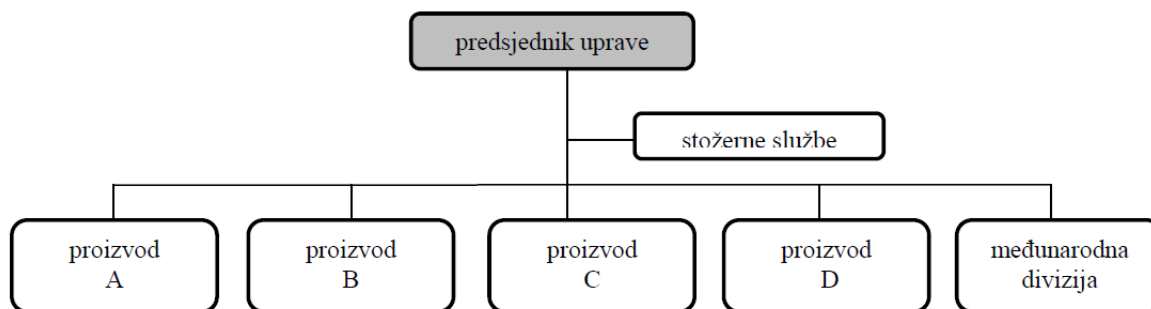 predsjednik uprave
stožerne službe
proizvod
A
proizvod
B
proizvod
C
proizvod
D
međunarodna
divizija